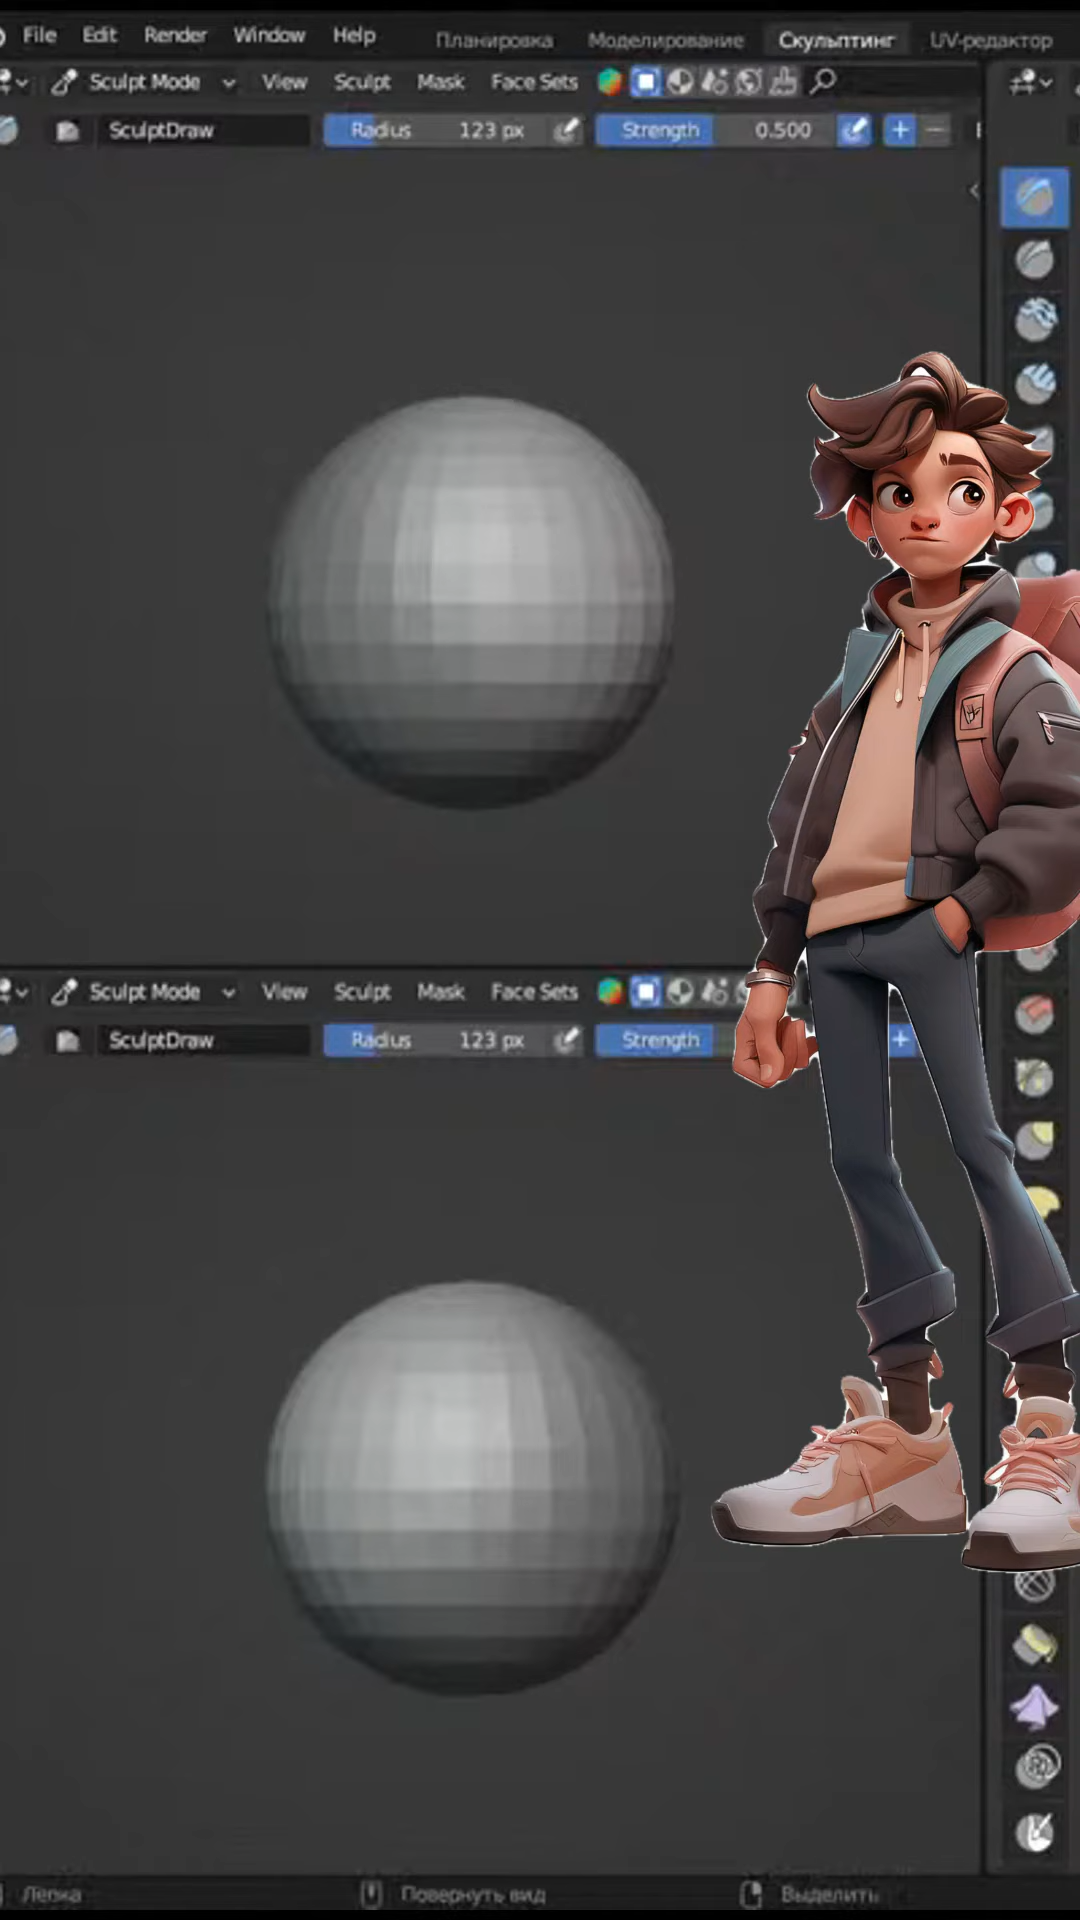 File Edit Render Window Help Планировка Моделирование Скульптинг UV-редактор
Sculpt Mode View Sculpt Mask Face Sets
SculptDraw Radius 123 px Strength 0.500
Sculpt Mode View Sculpt Mask Face Sets
SculptDraw Radius 123 px Strength
Лепка Повернуть вид Выделить